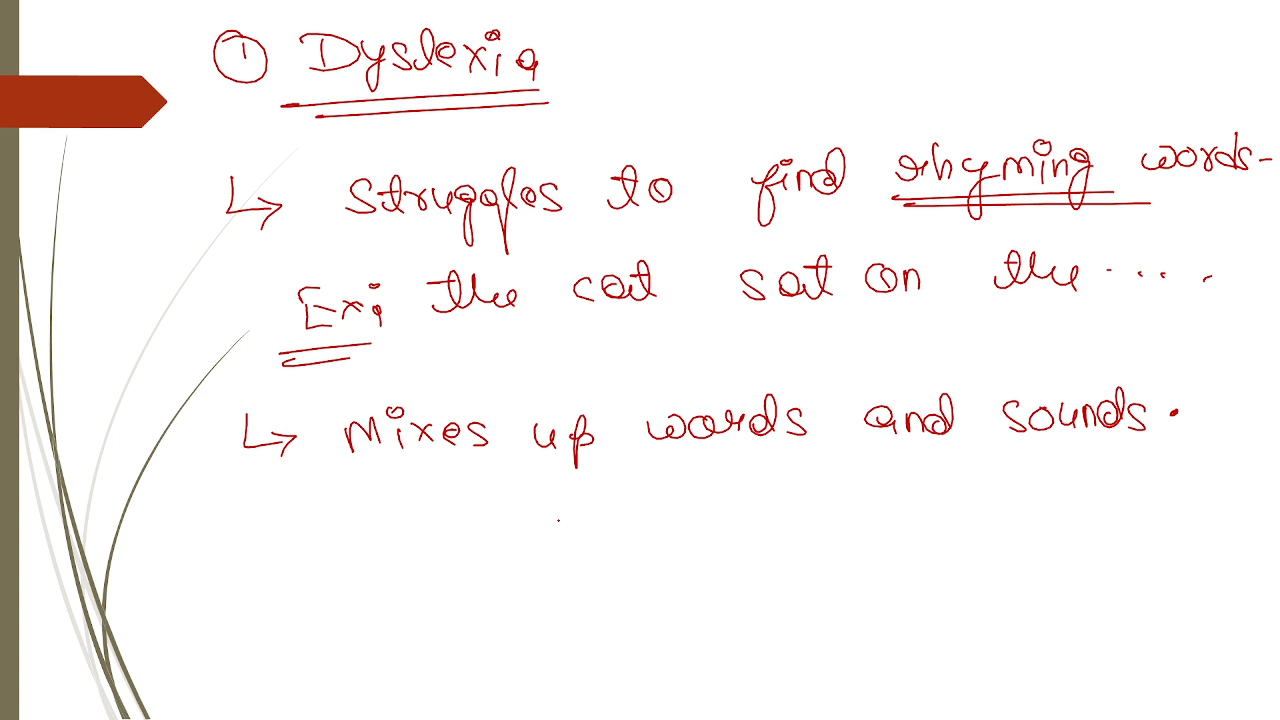 ① Dyslexia
↳ Struggles to find rhyming words-
Ex: the cat sat on the .....
↳ Mixes up words and sounds.